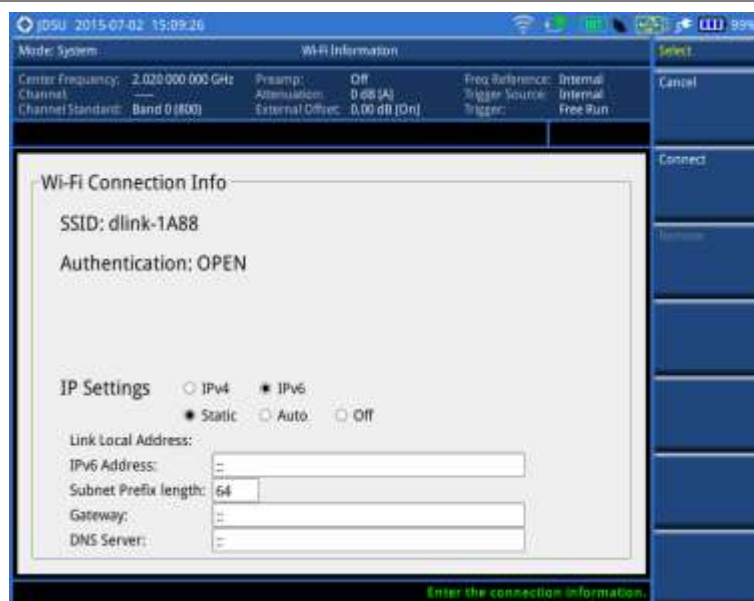 JDSU 2015-07-02 15:09:26
99%
Mode: System
Wi-Fi Information
Select
Center Frequency: 2.020 000 000 GHz
Preamp: Off
Freq Reference: Internal
Channel: ----
Attenuation: 0 dB [A]
Trigger Source: Internal
Channel Standard: Band 0 (800)
External Offset: 0.00 dB [On]
Trigger: Free Run
Cancel
Connect
Remove
Wi-Fi Connection Info
SSID: dlink-1A88
Authentication: OPEN
IP Settings
IPv4
IPv6
Static
Auto
Off
Link Local Address:
IPv6 Address: ::
Subnet Prefix length: 64
Gateway: ::
DNS Server: ::
Enter the connection information.